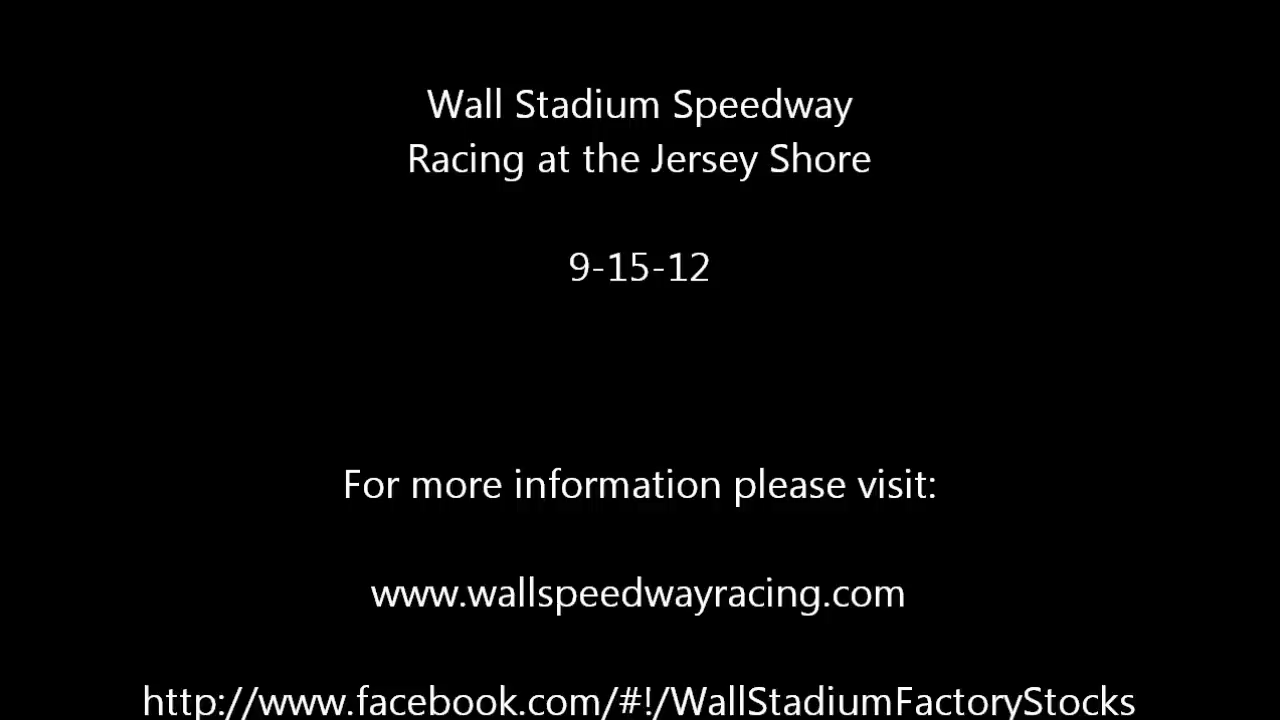 Wall Stadium Speedway
Racing at the Jersey Shore
9-15-12
For more information please visit:
www.wallspeedwayracing.com
http://www.facebook.com/#!/WallStadiumFactoryStocks